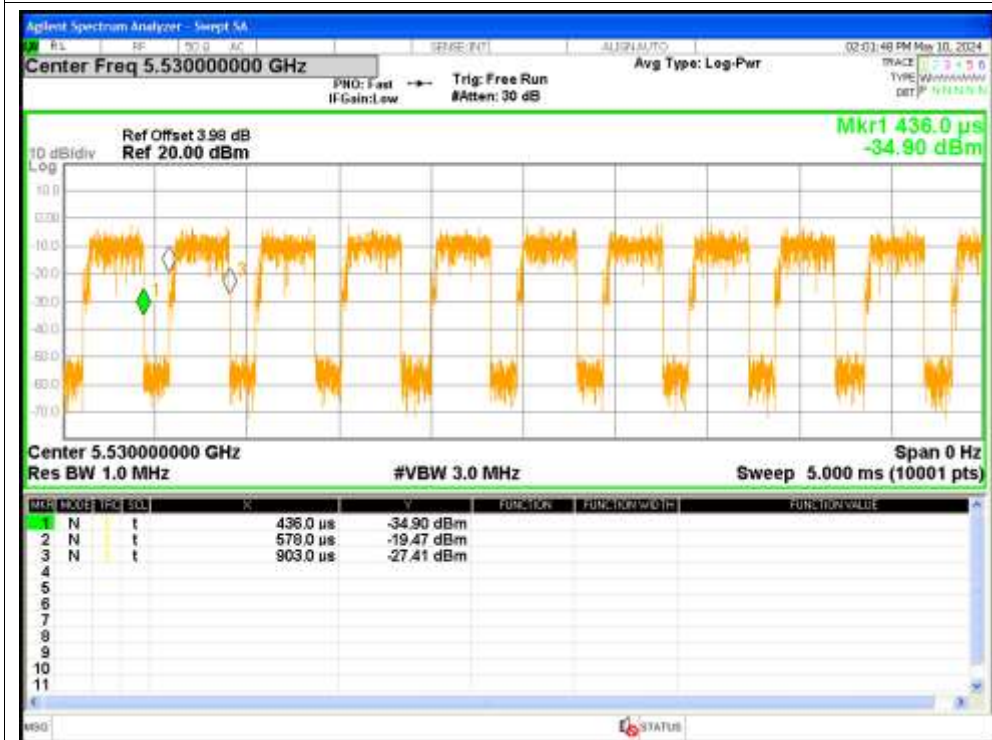 Agilent Spectrum Analyzer - Swept SA
RL RF 50 Ω AC SENSE:INT ALIGNAUTO 02:01:48 PM May 10, 2024
Center Freq 5.530000000 GHz Avg Type: Log-Pwr TRACE 1 2 3 4 5 6
PNO: Fast Trig: Free Run TYPE
IFGain:Low #Atten: 30 dB DET P N N N N N
Mkr1 436.0 µs
Ref Offset 3.98 dB
10 dB/div Ref 20.00 dBm -34.90 dBm
Log
10.0
0.00
-10.0
-20.0
-30.0
-40.0
-50.0
-60.0
-70.0
1
3
Center 5.530000000 GHz Span 0 Hz
Res BW 1.0 MHz #VBW 3.0 MHz Sweep 5.000 ms (10001 pts)
MKR MODE TRC SCL X Y FUNCTION FUNCTION WIDTH FUNCTION VALUE
1 N t 436.0 µs -34.90 dBm
2 N t 578.0 µs -19.47 dBm
3 N t 903.0 µs -27.41 dBm
4
5
6
7
8
9
10
11
MSG STATUS